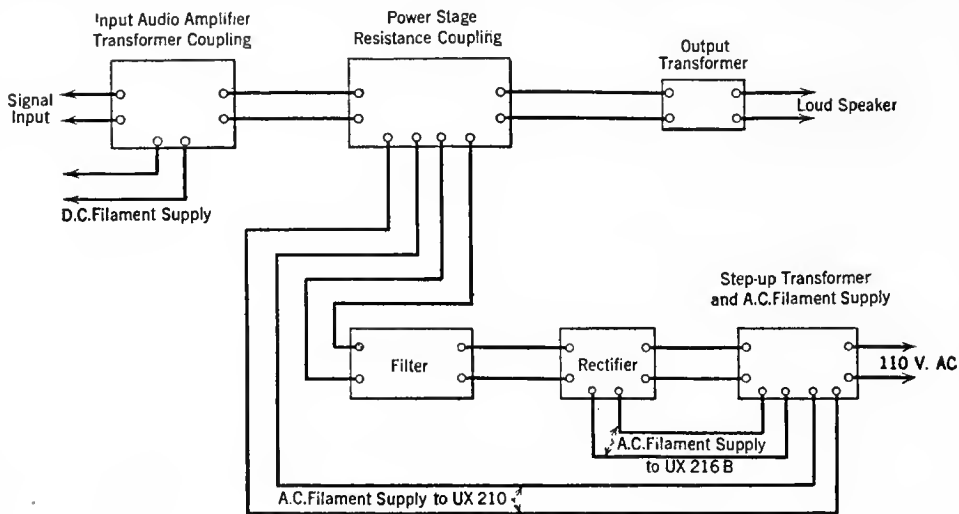 Input Audio Amplifier
Transformer Coupling
Power Stage
Resistance Coupling
Output
Transformer
Signal
Input
Loud Speaker
D.C.Filament Supply
Step-up Transformer
and A.C.Filament Supply
Filter
Rectifier
110 V. AC
A.C.Filament Supply
to UX 216 B
A.C.Filament Supply to UX 210